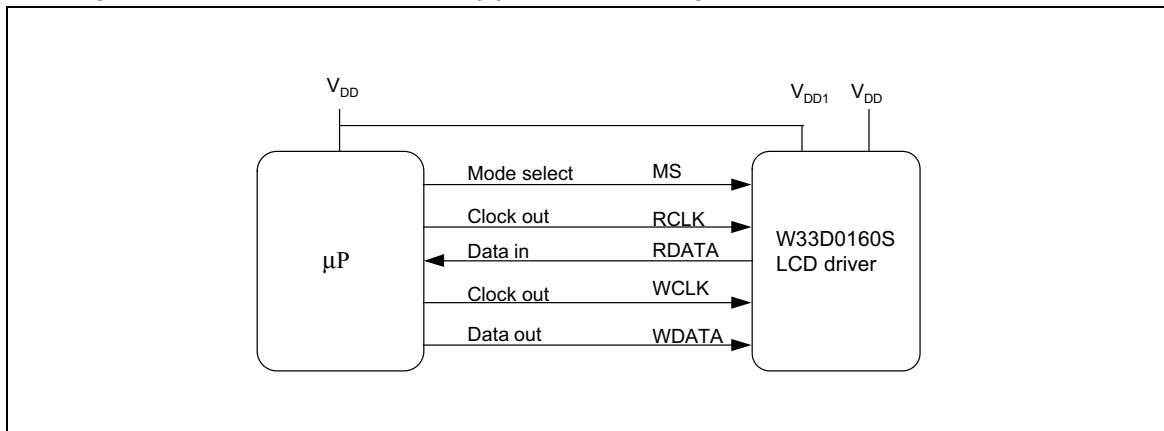 V_DD
V_DD1 V_DD
Mode select MS
Clock out RCLK
Data in RDATA
Clock out WCLK
Data out WDATA
µP
W33D0160S
LCD driver